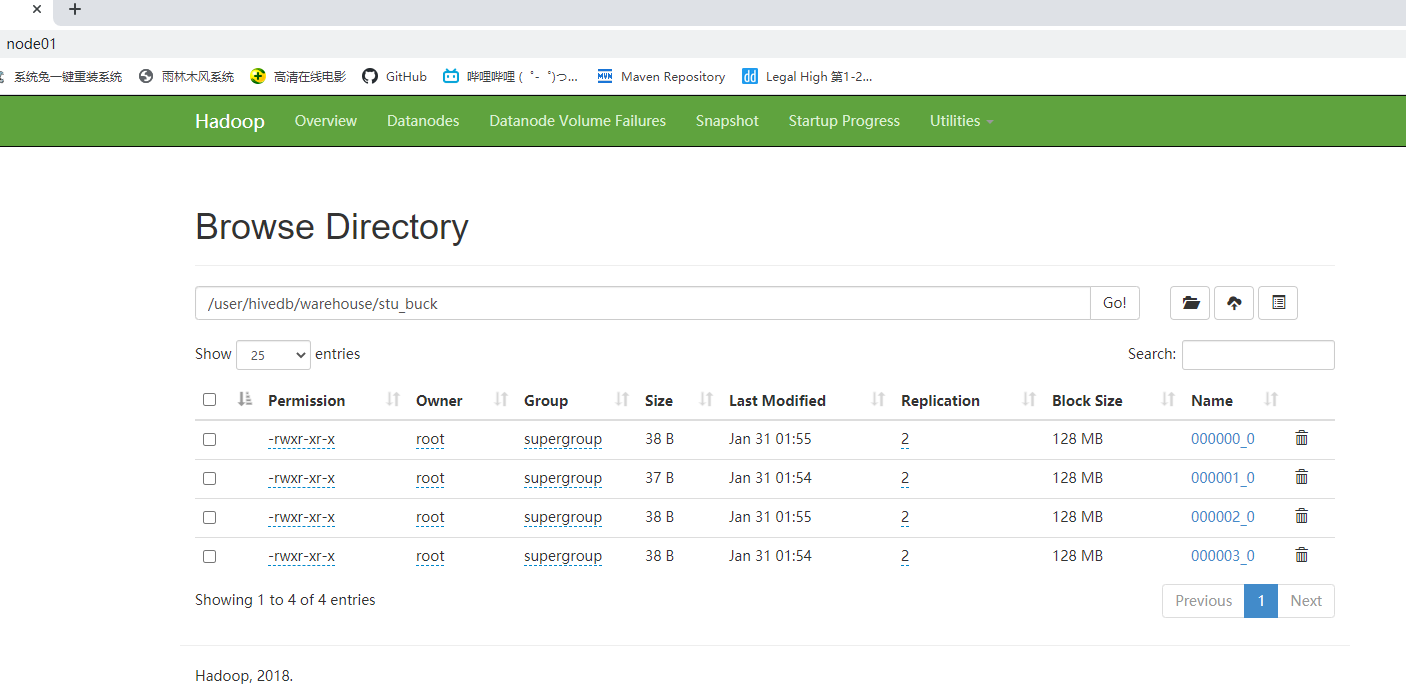 node01
系统兔一键重装系统 雨林木风系统 高清在线电影 GitHub 哔哩哔哩 ( ゜- ゜)つ... Maven Repository Legal High 第1-2...
Hadoop Overview Datanodes Datanode Volume Failures Snapshot Startup Progress Utilities
Browse Directory
/user/hivedb/warehouse/stu_buck Go!
Show 25 entries Search:
Permission Owner Group Size Last Modified Replication Block Size Name
-rwxr-xr-x root supergroup 38 B Jan 31 01:55 2 128 MB 000000_0
-rwxr-xr-x root supergroup 37 B Jan 31 01:54 2 128 MB 000001_0
-rwxr-xr-x root supergroup 38 B Jan 31 01:55 2 128 MB 000002_0
-rwxr-xr-x root supergroup 38 B Jan 31 01:54 2 128 MB 000003_0
Showing 1 to 4 of 4 entries Previous 1 Next
Hadoop, 2018.